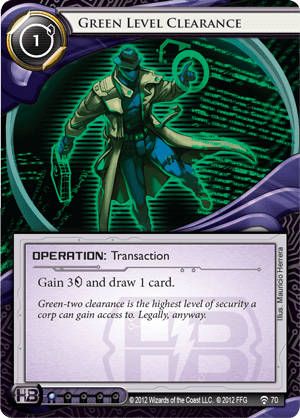 Green Level Clearance
1
OPERATION: Transaction
Gain 3 and draw 1 card.
Green-two clearance is the highest level of security a
corp can gain access to. Legally, anyway.
Illus. Mauricio Herrera
HB
HB
© 2012 Wizards of the Coast LLC. © 2012 FFG
70